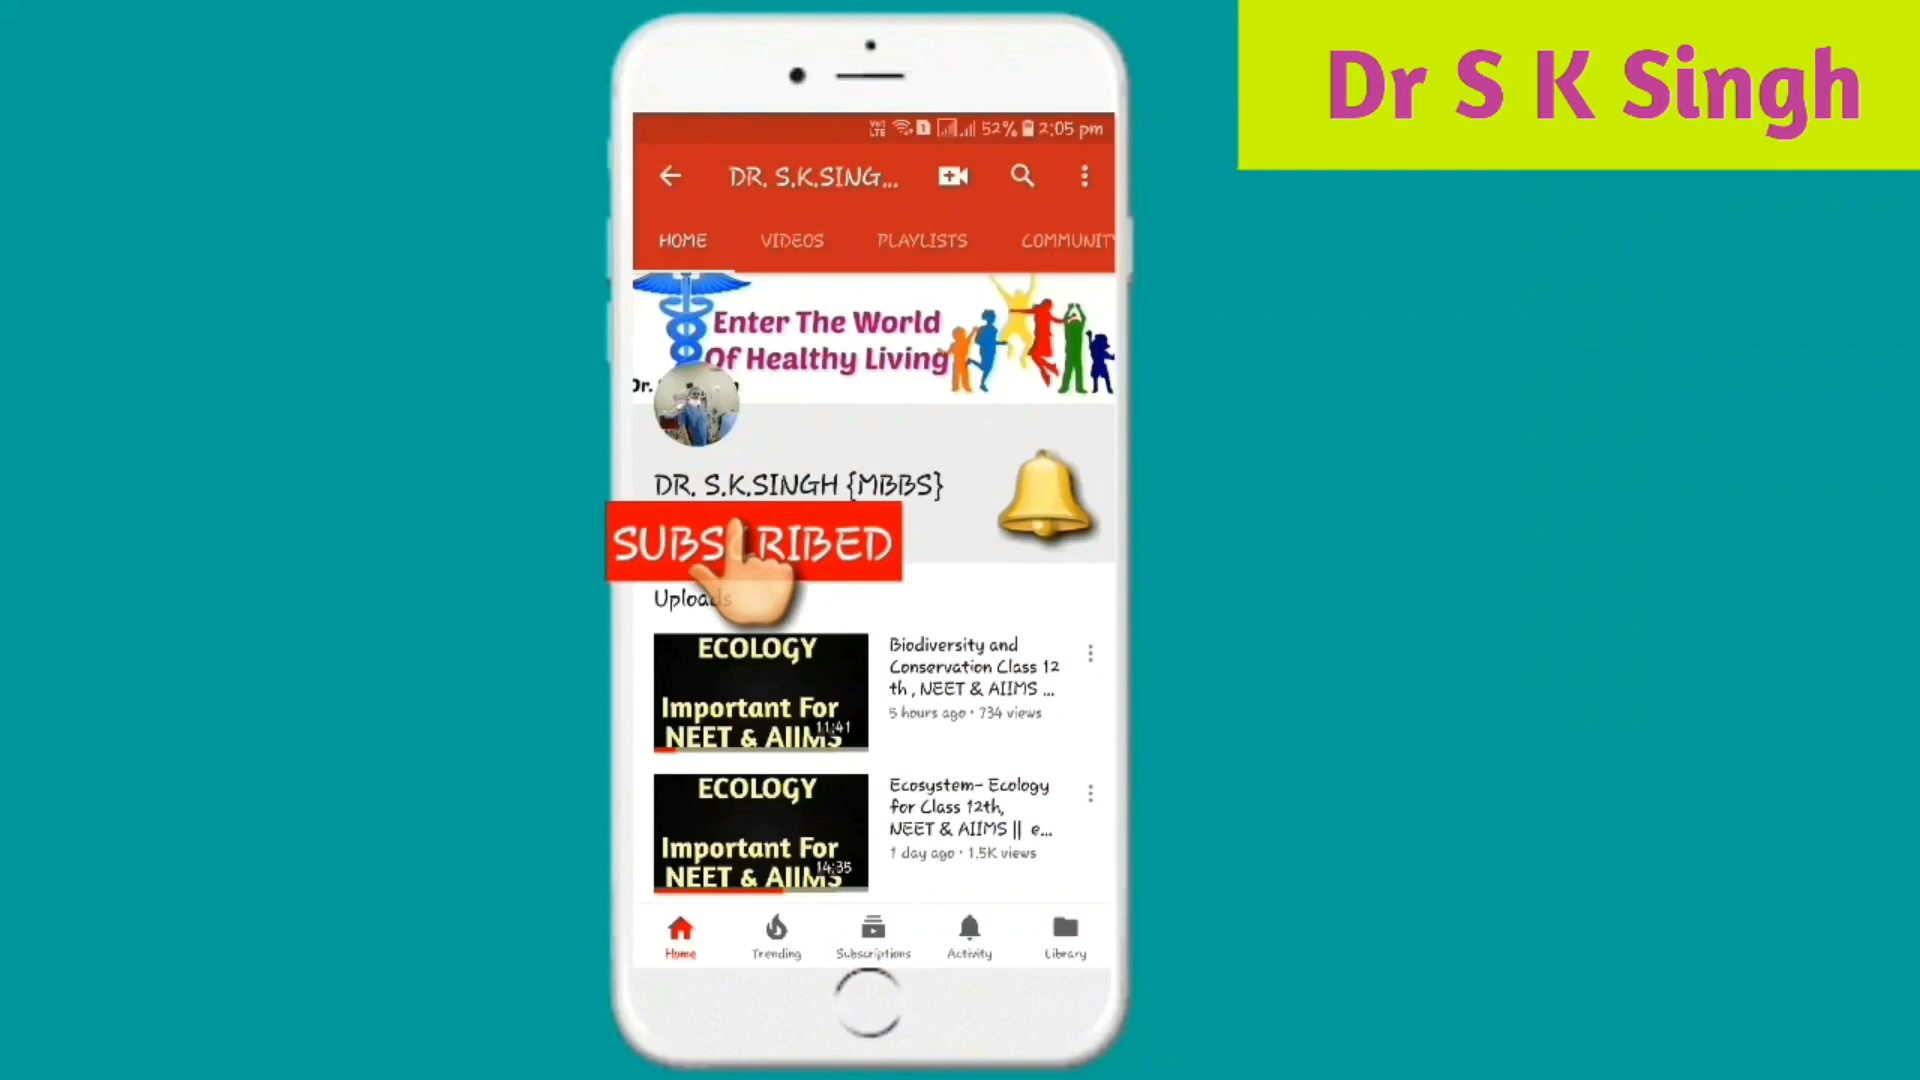 Dr S K Singh
52% 2:05 pm
DR. S.K.SING...
HOME VIDEOS PLAYLISTS COMMUNIT
Enter The World
Of Healthy Living
Dr.
DR. S.K.SINGH {MBBS}
SUBSCRIBED
Uploads
ECOLOGY
Important For
NEET & AIIMS
11:41
Biodiversity and
Conservation Class 12
th , NEET & AIIMS ...
5 hours ago • 734 views
ECOLOGY
Important For
NEET & AIIMS
14:35
Ecosystem- Ecology
for Class 12th,
NEET & AIIMS || e...
1 day ago • 1.5K views
Home Trending Subscriptions Activity Library